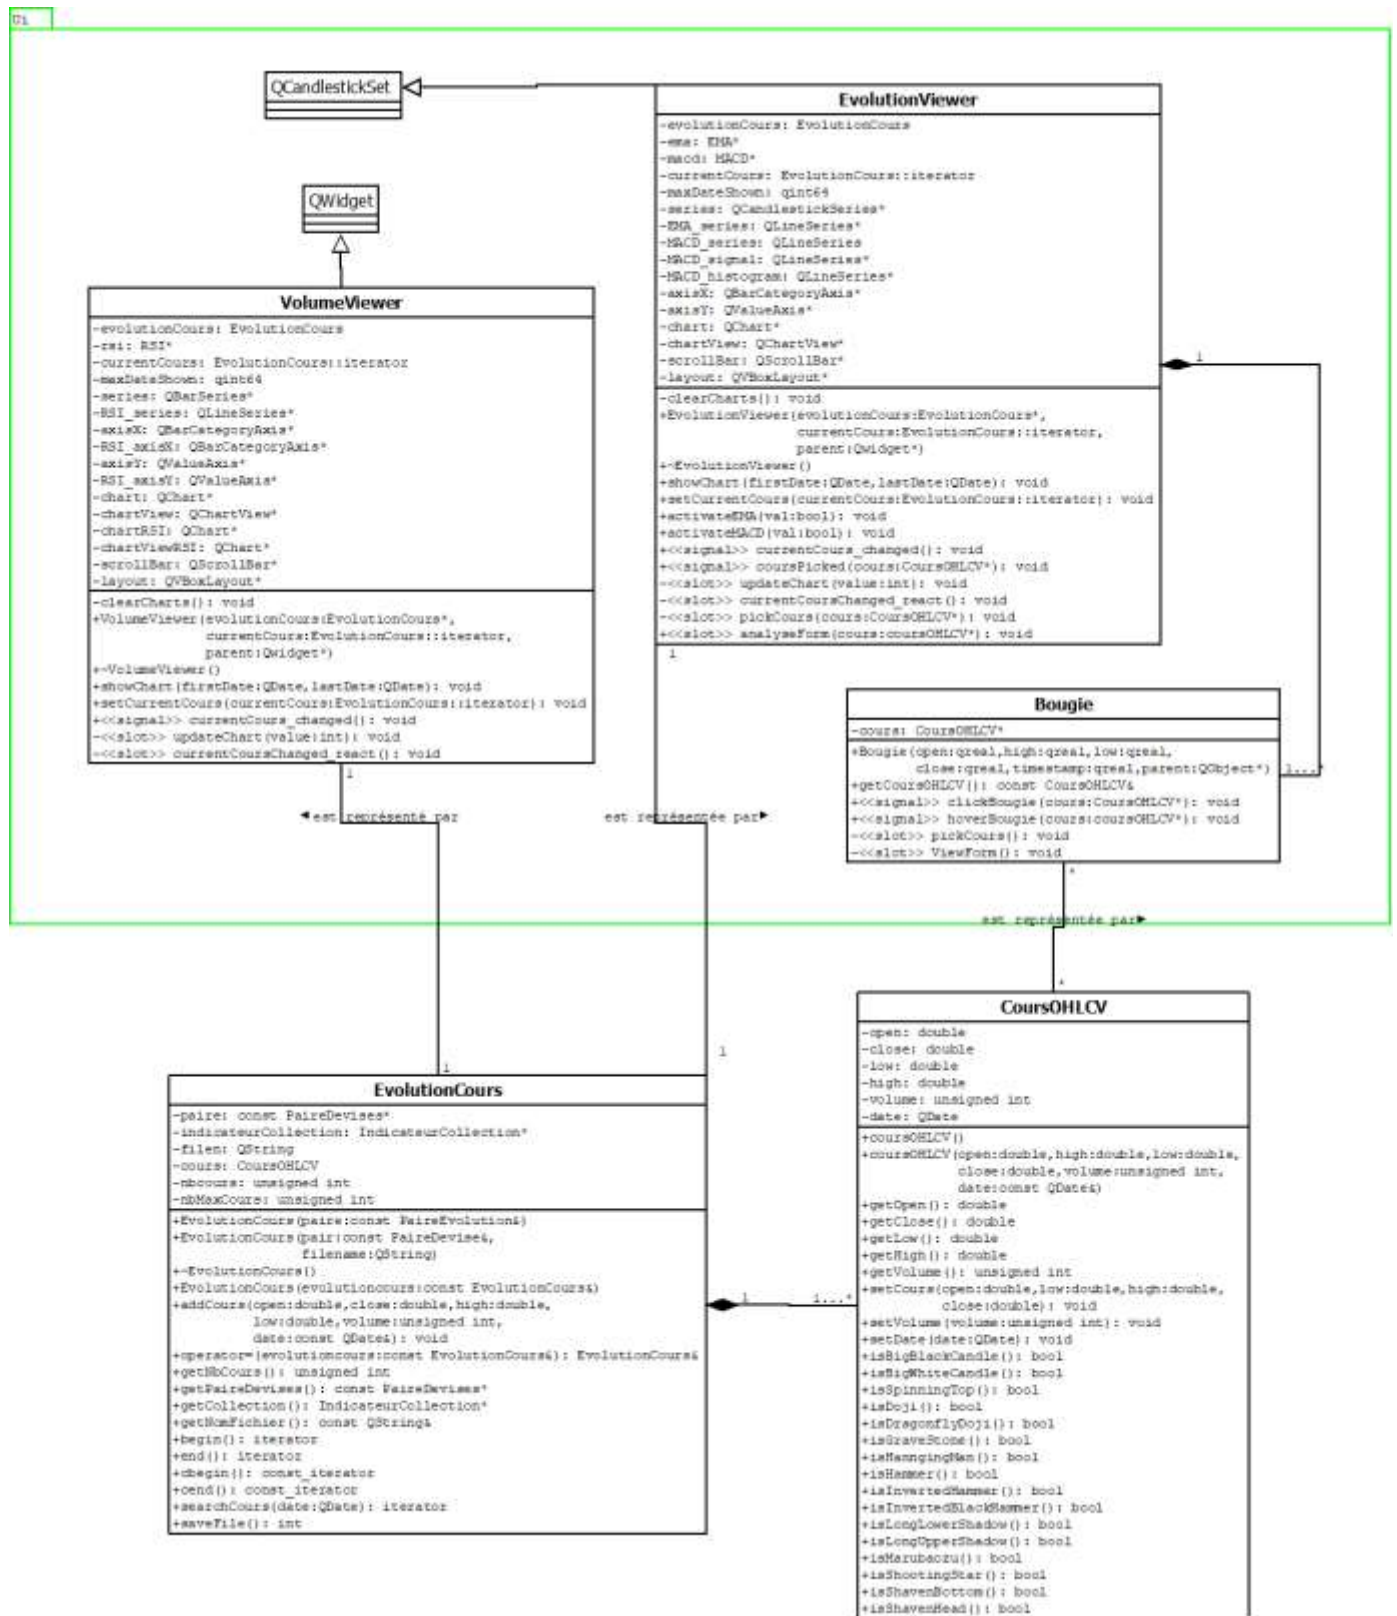 Ui
QCandlestickSet
QWidget
EvolutionViewer
-evolutionCours: EvolutionCours
-ema: EMA*
-macd: MACD*
-currentCours: EvolutionCours::iterator
-maxDateShown: qint64
-series: QCandlestickSeries*
-EMA_series: QLineSeries*
-MACD_series: QLineSeries
-MACD_signal: QLineSeries*
-MACD_histogram: QLineSeries*
-axisX: QBarCategoryAxis*
-axisY: QValueAxis*
-chart: QChart*
-chartView: QChartView*
-scrollBar: QScrollBar*
-layout: QVBoxLayout*
-clearCharts(): void
+EvolutionViewer(evolutionCours:EvolutionCours*,
currentCours:EvolutionCours::iterator,
parent:Qwidget*)
+~EvolutionViewer()
+showChart(firstDate:QDate,lastDate:QDate): void
+setCurrentCours(currentCours:EvolutionCours::iterator): void
+activateEMA(val:bool): void
+activateMACD(val:bool): void
+<<signal>> currentCours_changed(): void
+<<signal>> coursPicked(cours:CoursOHLCV*): void
-<<slot>> updateChart(value:int): void
-<<slot>> currentCoursChanged_react(): void
-<<slot>> pickCours(cours:CoursOHLCV*): void
+<<slot>> analyseForm(cours:coursOHLCV*): void
1
1
VolumeViewer
-evolutionCours: EvolutionCours
-rsi: RSI*
-currentCours: EvolutionCours::iterator
-maxDateShown: qint64
-series: QBarSeries*
-RSI_series: QLineSeries*
-axisX: QBarCategoryAxis*
-RSI_axisX: QBarCategoryAxis*
-axisY: QValueAxis*
-RSI_axisY: QValueAxis*
-chart: QChart*
-chartView: QChartView*
-chartRSI: QChart*
-chartViewRSI: QChart*
-scrollBar: QScrollBar*
-layout: QVBoxLayout*
-clearCharts(): void
+VolumeViewer(evolutionCours:EvolutionCours*,
currentCours:EvolutionCours::iterator,
parent:Qwidget*)
+~VolumeViewer()
+showChart(firstDate:QDate,lastDate:QDate): void
+setCurrentCours(currentCours:EvolutionCours::iterator): void
+<<signal>> currentCours_changed(): void
-<<slot>> updateChart(value:int): void
-<<slot>> currentCoursChanged_react(): void
1
Bougie
-cours: CoursOHLCV*
+Bougie(open:qreal,high:qreal,low:qreal,
close:qreal,timestamp:qreal,parent:QObject*)
+getCoursOHLCV(): const CoursOHLCV&
+<<signal>> clickBougie(cours:CoursOHLCV*): void
+<<signal>> hoverBougie(cours:coursOHLCV*): void
-<<slot>> pickCours(): void
-<<slot>> ViewForm(): void
1...*
*
◄est représenté par
est représentée par►
est représentée par►
*
1
1
EvolutionCours
-paire: const PaireDevises*
-indicateurCollection: IndicateurCollection*
-filen: QString
-cours: CoursOHLCV
-nbcours: unsigned int
-nbMaxCours: unsigned int
+EvolutionCours(paire:const PaireEvolution&)
+EvolutionCours(pair:const PaireDevise&,
filename:QString)
+~EvolutionCours()
+EvolutionCours(evolutioncours:const EvolutionCours&)
+addCours(open:double,close:double,high:double,
low:double,volume:unsigned int,
date:const QDate&): void
+operator=(evolutioncours:const EvolutionCours&): EvolutionCours&
+getNbCours(): unsigned int
+getPaireDevises(): const PaireDevises*
+getCollection(): IndicateurCollection*
+getNomFichier(): const QString&
+begin(): iterator
+end(): iterator
+cbegin(): const_iterator
+cend(): const_iterator
+searchCours(date:QDate): iterator
+saveFile(): int
1
1...*
CoursOHLCV
-open: double
-close: double
-low: double
-high: double
-volume: unsigned int
-date: QDate
+coursOHLCV()
+coursOHLCV(open:double,high:double,low:double,
close:double,volume:unsigned int,
date:const QDate&)
+getOpen(): double
+getClose(): double
+getLow(): double
+getHigh(): double
+getVolume(): unsigned int
+setCours(open:double,low:double,high:double,
close:double): void
+setVolume(volume:unsigned int): void
+setDate(date:QDate): void
+isBigBlackCandle(): bool
+isBigWhiteCandle(): bool
+isSpinningTop(): bool
+isDoji(): bool
+isDragonflyDoji(): bool
+isGraveStone(): bool
+isHanngingMan(): bool
+isHammer(): bool
+isInvertedHammer(): bool
+isInvertedBlackHammer(): bool
+isLongLowerShadow(): bool
+isLongUpperShadow(): bool
+isMarubaozu(): bool
+isShootingStar(): bool
+isShavenBottom(): bool
+isShavenHead(): bool